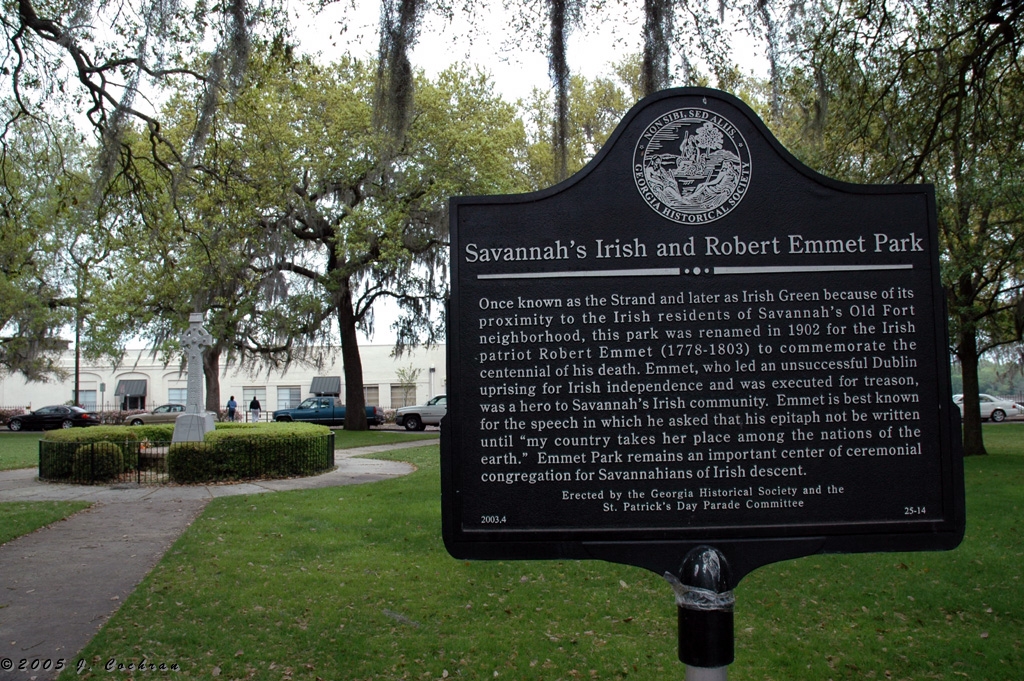 NON SIBI, SED ALIIS
GEORGIA HISTORICAL SOCIETY
Savannah's Irish and Robert Emmet Park
Once known as the Strand and later as Irish Green because of its
proximity to the Irish residents of Savannah's Old Fort
neighborhood, this park was renamed in 1902 for the Irish
patriot Robert Emmet (1778-1803) to commemorate the
centennial of his death. Emmet, who led an unsuccessful Dublin
uprising for Irish independence and was executed for treason,
was a hero to Savannah's Irish community. Emmet is best known
for the speech in which he asked that his epitaph not be written
until “my country takes her place among the nations of the
earth.” Emmet Park remains an important center of ceremonial
congregation for Savannahians of Irish descent.
Erected by the Georgia Historical Society and the
St. Patrick's Day Parade Committee
2003.4
25-14
© 2005 J. Cochran